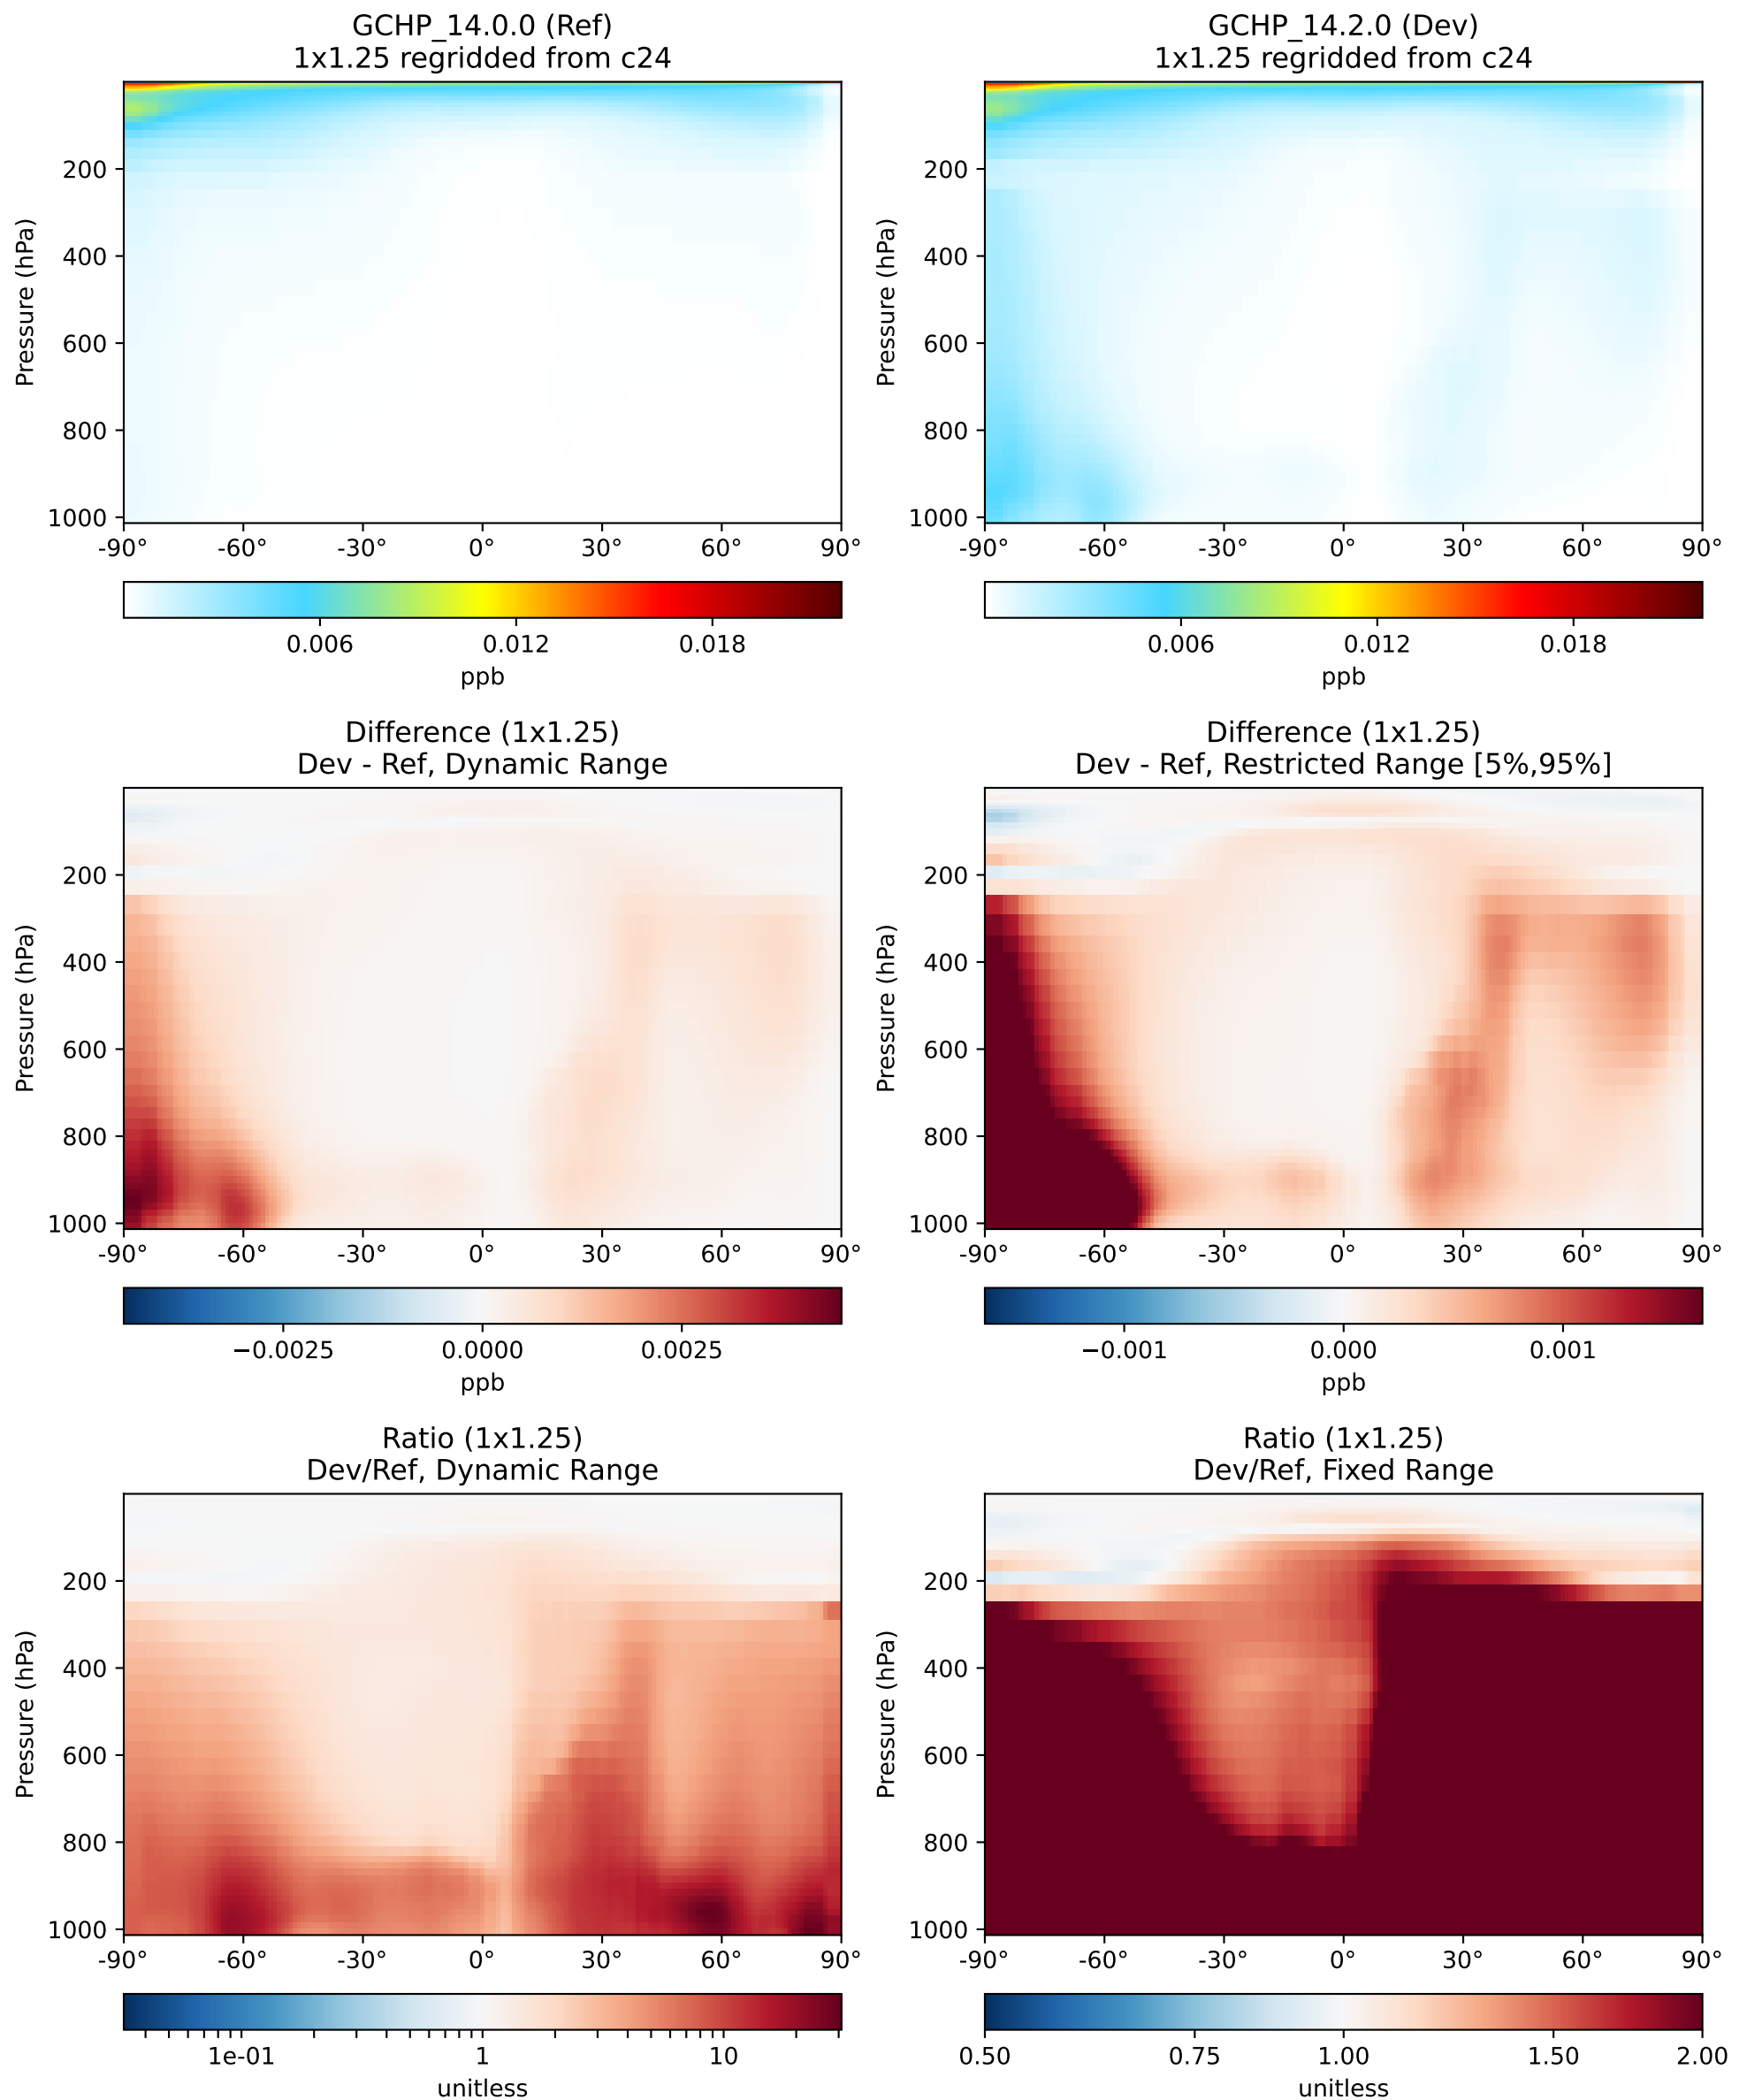 GCHP_14.0.0 (Ref)
1x1.25 regridded from c24
Pressure (hPa)
200
400
600
800
1000
-90° -60° -30° 0° 30° 60° 90°
0.006 0.012 0.018
ppb
GCHP_14.2.0 (Dev)
1x1.25 regridded from c24
Pressure (hPa)
200
400
600
800
1000
-90° -60° -30° 0° 30° 60° 90°
0.006 0.012 0.018
ppb
Difference (1x1.25)
Dev - Ref, Dynamic Range
Pressure (hPa)
200
400
600
800
1000
-90° -60° -30° 0° 30° 60° 90°
−0.0025 0.0000 0.0025
ppb
Difference (1x1.25)
Dev - Ref, Restricted Range [5%,95%]
Pressure (hPa)
200
400
600
800
1000
-90° -60° -30° 0° 30° 60° 90°
−0.001 0.000 0.001
ppb
Ratio (1x1.25)
Dev/Ref, Dynamic Range
Pressure (hPa)
200
400
600
800
1000
-90° -60° -30° 0° 30° 60° 90°
1e-01 1 10
unitless
Ratio (1x1.25)
Dev/Ref, Fixed Range
Pressure (hPa)
200
400
600
800
1000
-90° -60° -30° 0° 30° 60° 90°
0.50 0.75 1.00 1.50 2.00
unitless